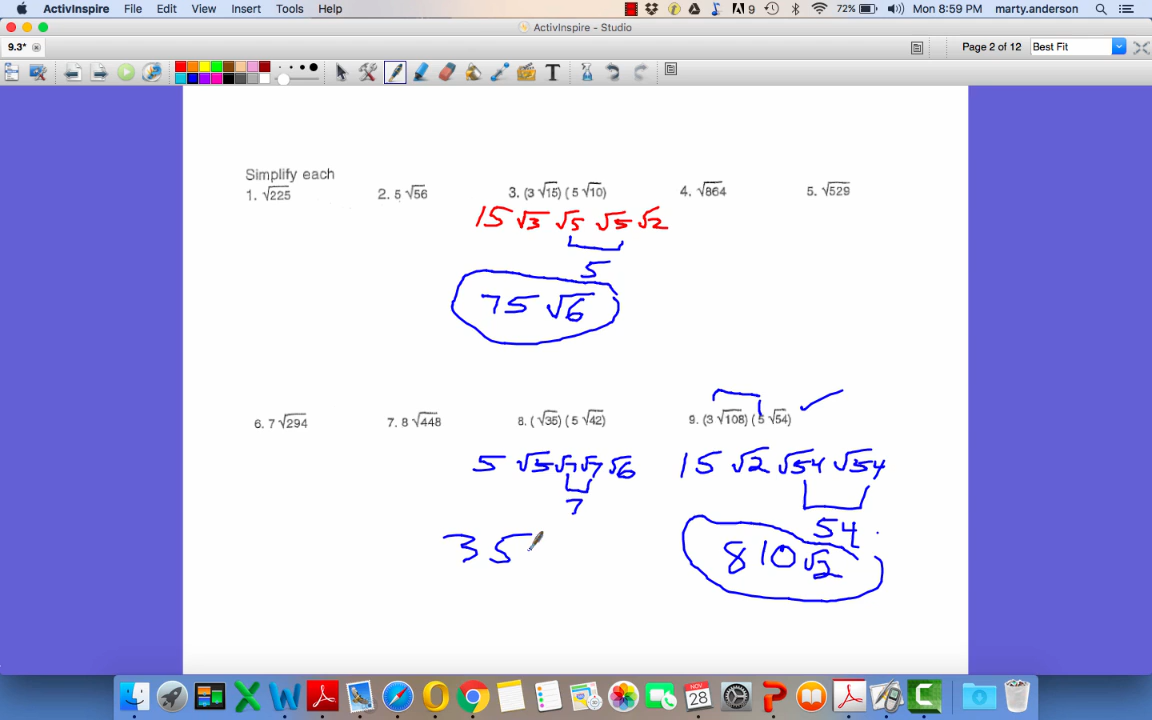 ActivInspire File Edit View Insert Tools Help 9 72% Mon 8:59 PM marty.anderson
ActivInspire - Studio
9.3* Page 2 of 12 Best Fit
Simplify each
1. √225 2. 5 √56 3. (3 √15) ( 5 √10) 4. √864 5. √529
15 √3 √5 √5 √2
5
75 √6
6. 7 √294 7. 8 √448 8. ( √35) ( 5 √42) 9. (3 √108) ( 5 √54)
5 √5 √7 √7 √6 15 √2 √54 √54
7 54
35 810 √2
NOV
28